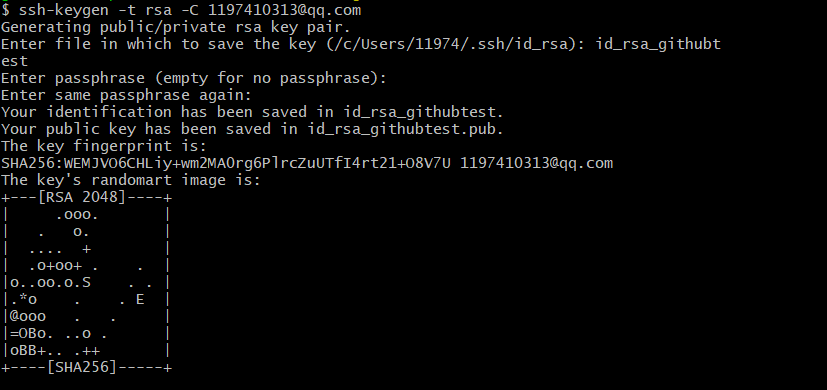 $ ssh-keygen -t rsa -C 1197410313@qq.com
Generating public/private rsa key pair.
Enter file in which to save the key (/c/Users/11974/.ssh/id_rsa): id_rsa_githubt
est
Enter passphrase (empty for no passphrase):
Enter same passphrase again:
Your identification has been saved in id_rsa_githubtest.
Your public key has been saved in id_rsa_githubtest.pub.
The key fingerprint is:
SHA256:WEMJVO6CHLiy+wm2MAOrg6PlrcZuUTfI4rt21+O8V7U 1197410313@qq.com
The key's randomart image is:
+---[RSA 2048]----+
|     .ooo.       |
|   .   o.        |
|  ....  +        |
|  .o+oo+ .    .  |
|o..oo.o.S    . . |
|.*o    .    . E  |
|@ooo   .   .     |
|=OBo. ..o .      |
|oBB+.. .++       |
+----[SHA256]-----+